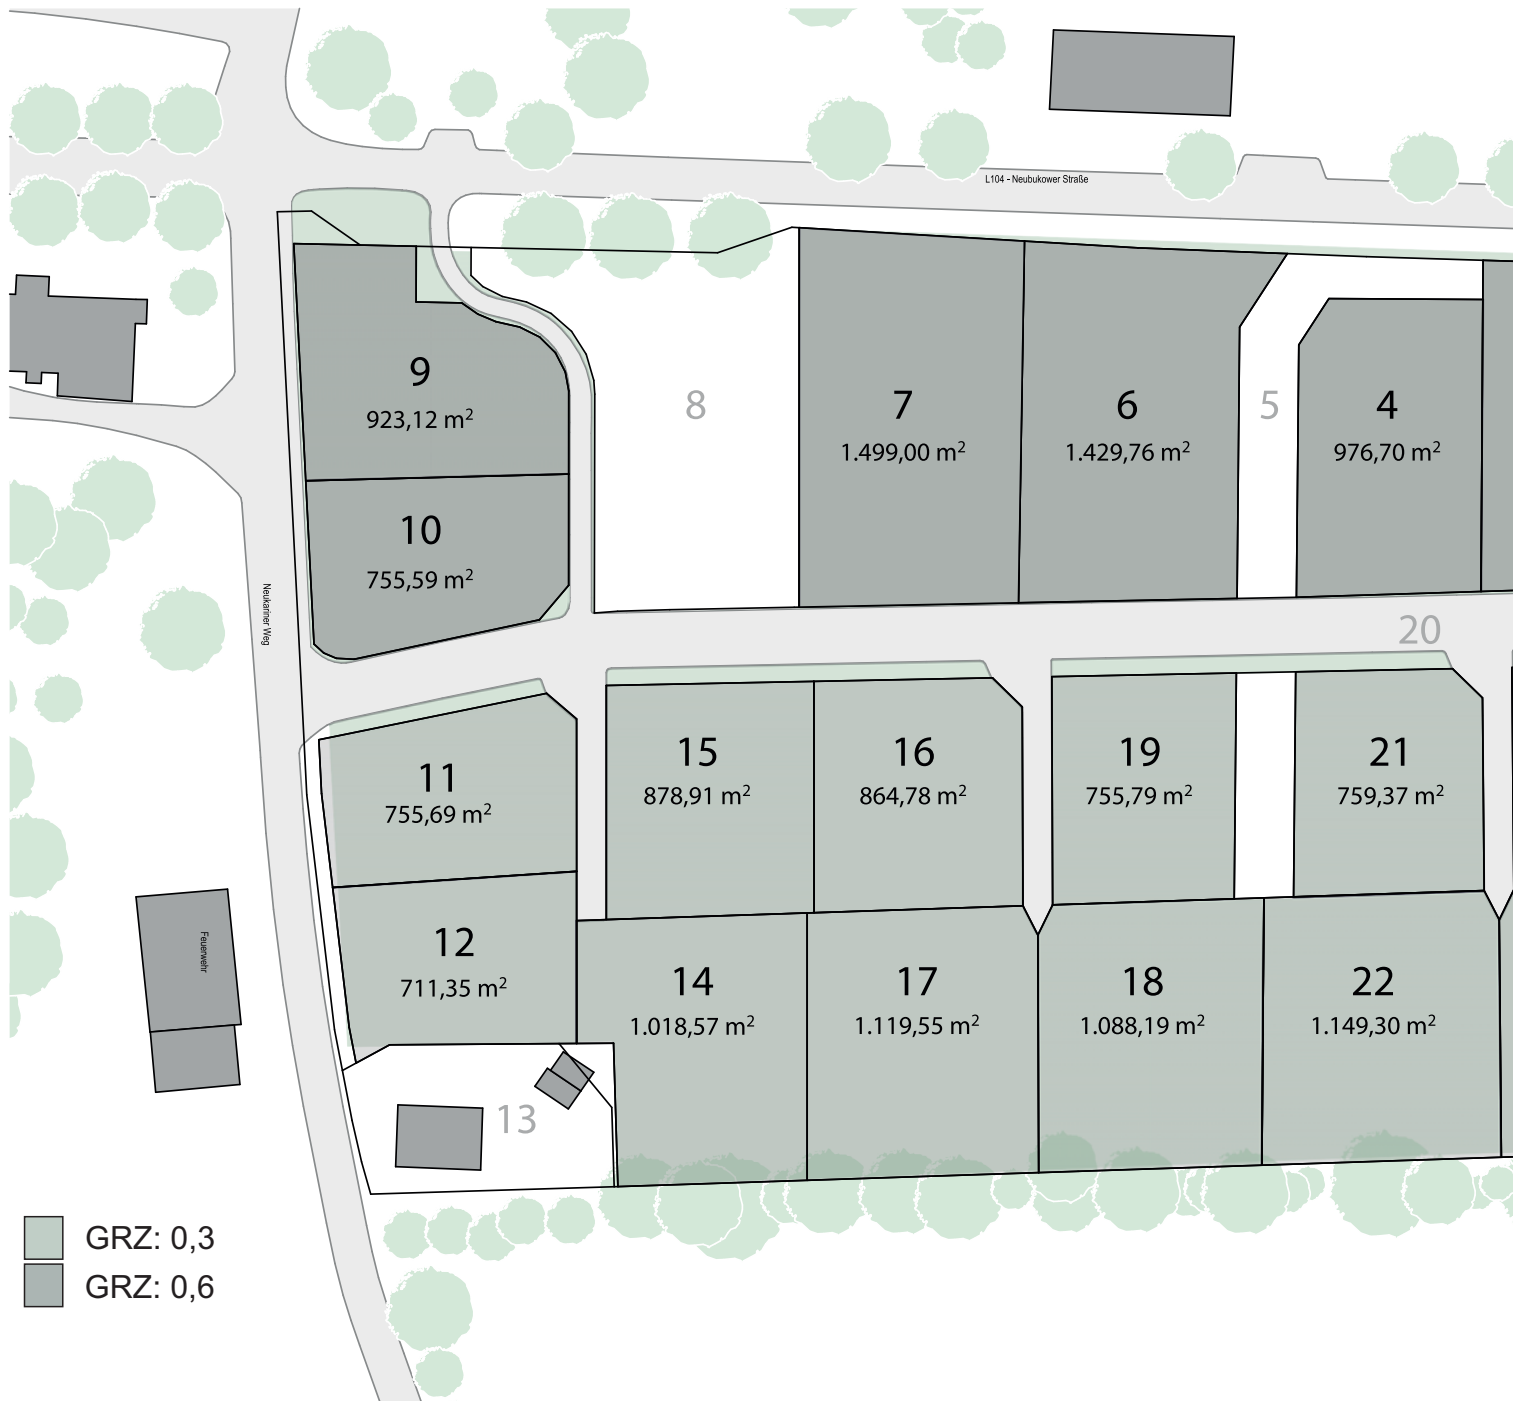 L104 - Neubukower Straße
9
923,12 m²
8
7
1.499,00 m²
6
1.429,76 m²
5
4
976,70 m²
10
755,59 m²
Neukariner Weg
20
11
755,69 m²
15
878,91 m²
16
864,78 m²
19
755,79 m²
21
759,37 m²
12
711,35 m²
Feuerwehr
14
1.018,57 m²
17
1.119,55 m²
18
1.088,19 m²
22
1.149,30 m²
13
GRZ: 0,3
GRZ: 0,6